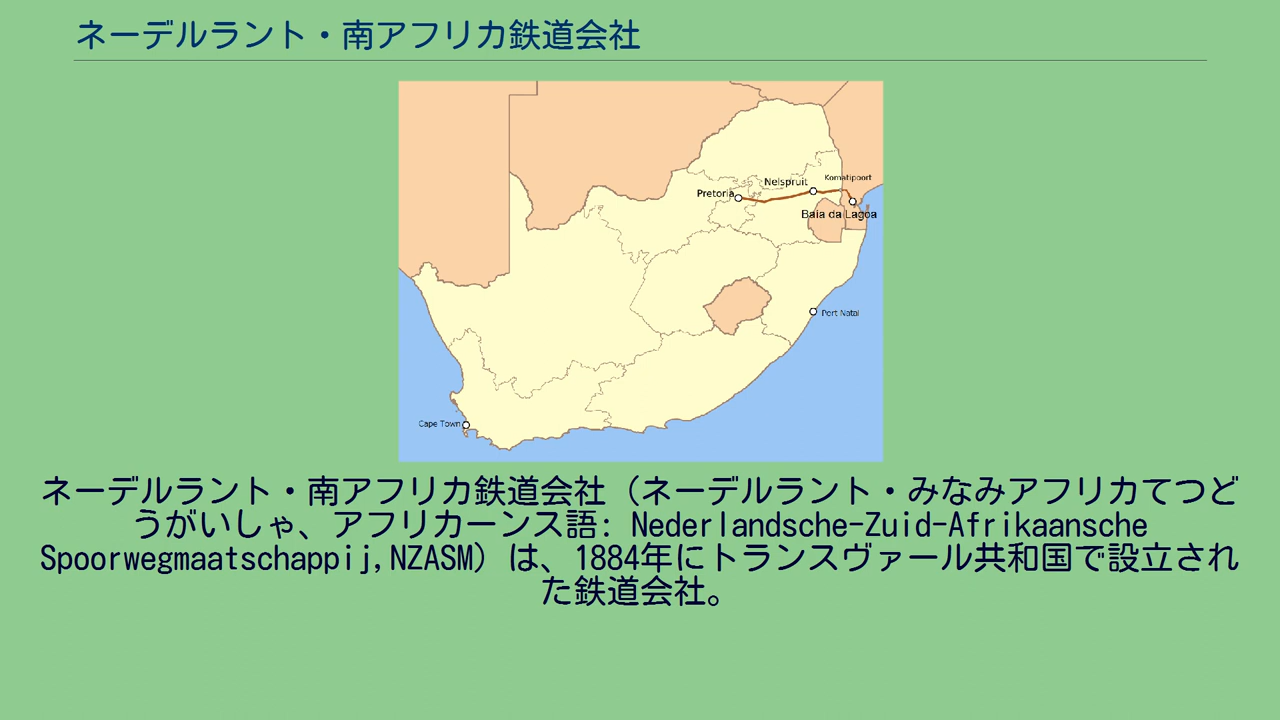 ネーデルラント・南アフリカ鉄道会社
Pretoria
Nelspruit
Komatipoort
Baia da Lagoa
Port Natal
Cape Town
ネーデルラント・南アフリカ鉄道会社（ネーデルラント・みなみアフリカてつど
うがいしゃ、アフリカーンス語: Nederlandsche-Zuid-Afrikaansche
Spoorwegmaatschappij,NZASM）は、1884年にトランスヴァール共和国で設立され
た鉄道会社。